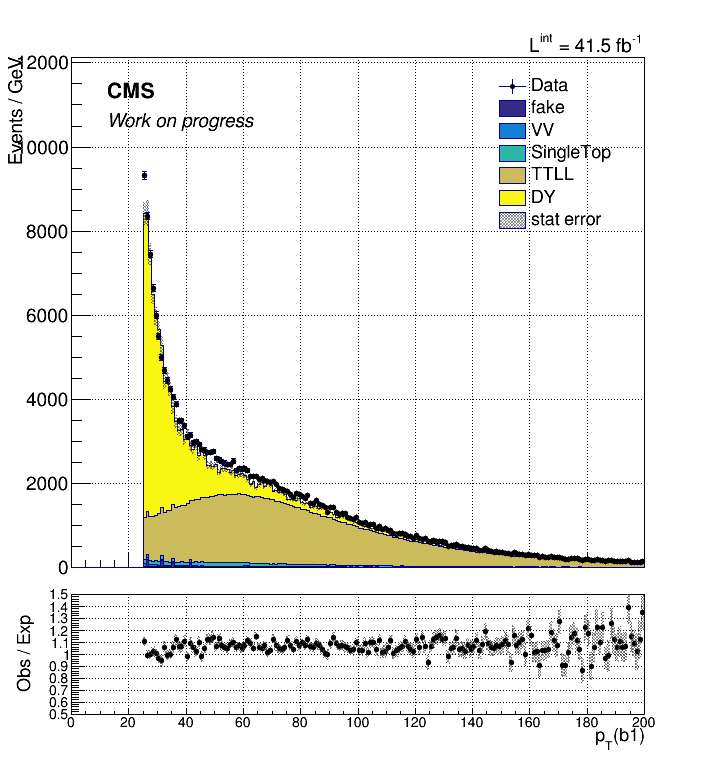 L^int = 41.5 fb^-1
Events / GeV
12000
10000
8000
6000
4000
2000
0
CMS
Work on progress
Data
fake
VV
SingleTop
TTLL
DY
stat error
Obs / Exp
1.5
1.4
1.3
1.2
1.1
1
0.9
0.8
0.7
0.6
0.5
0 20 40 60 80 100 120 140 160 180 200
p_T(b1)